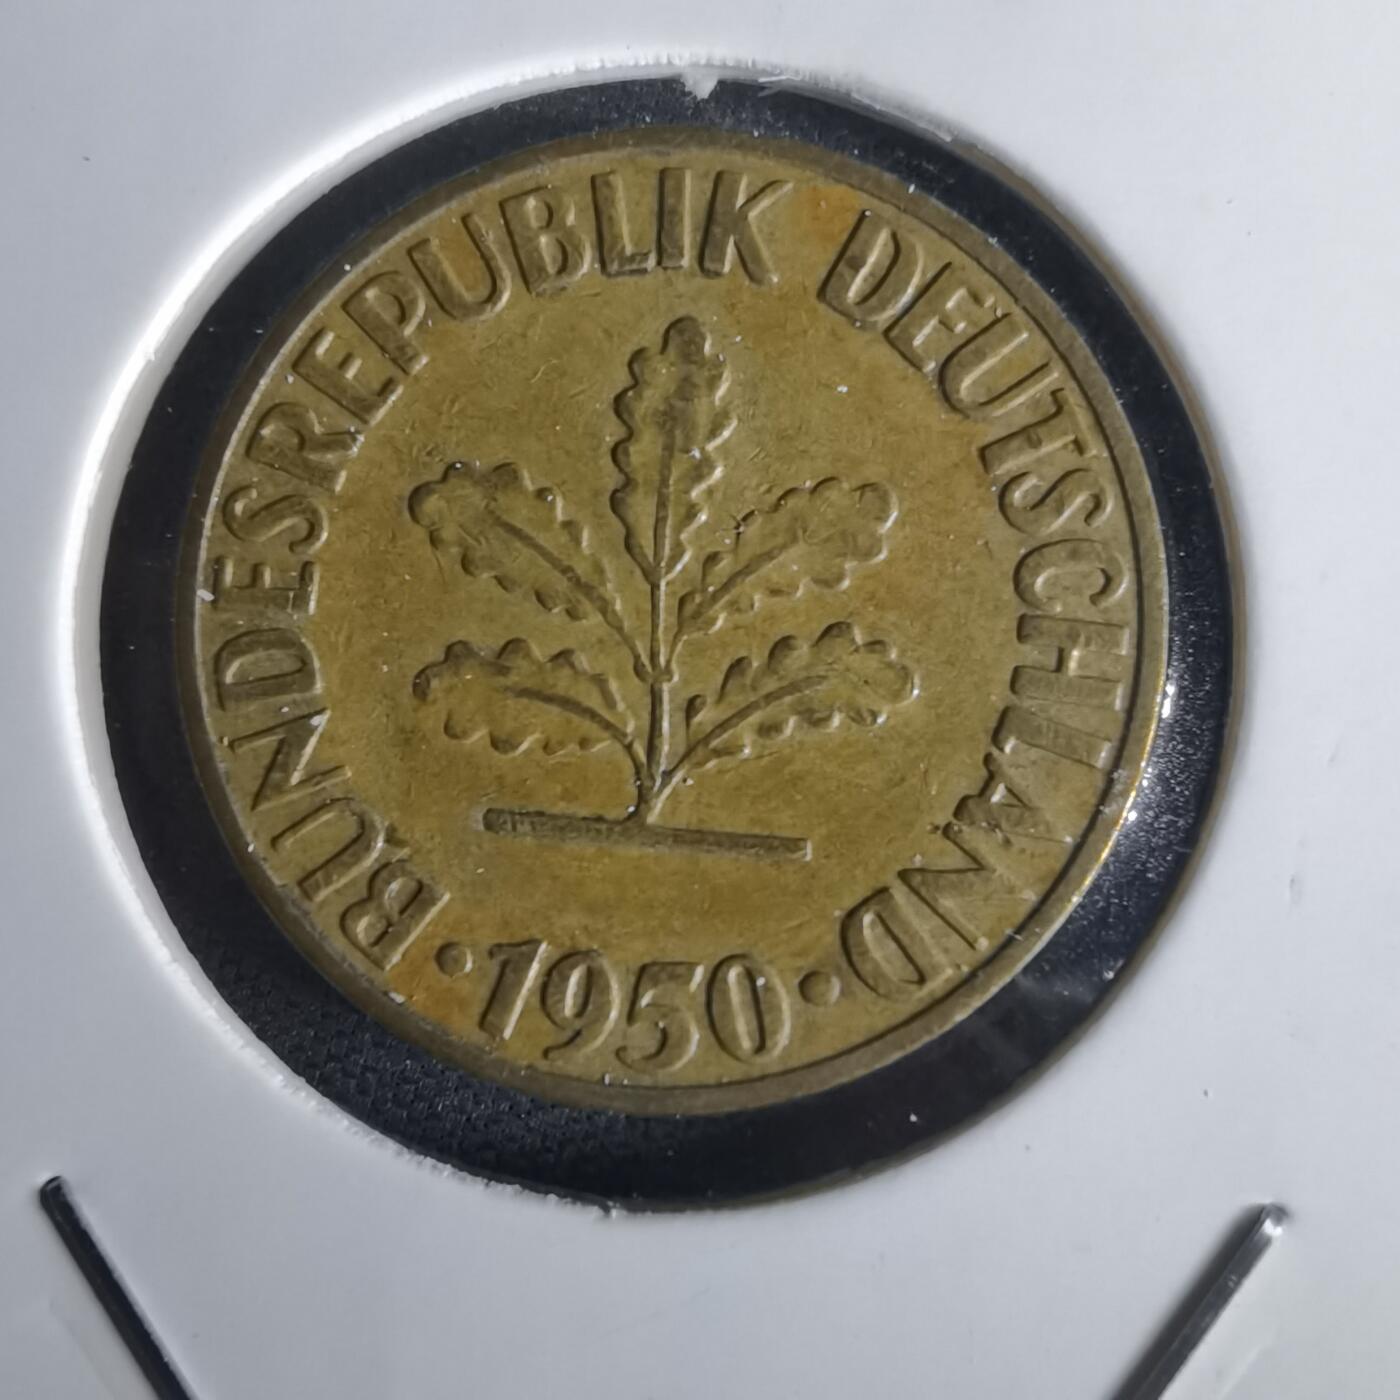 BUNDESREPUBLIK DEUTSCHLAND
·1950·